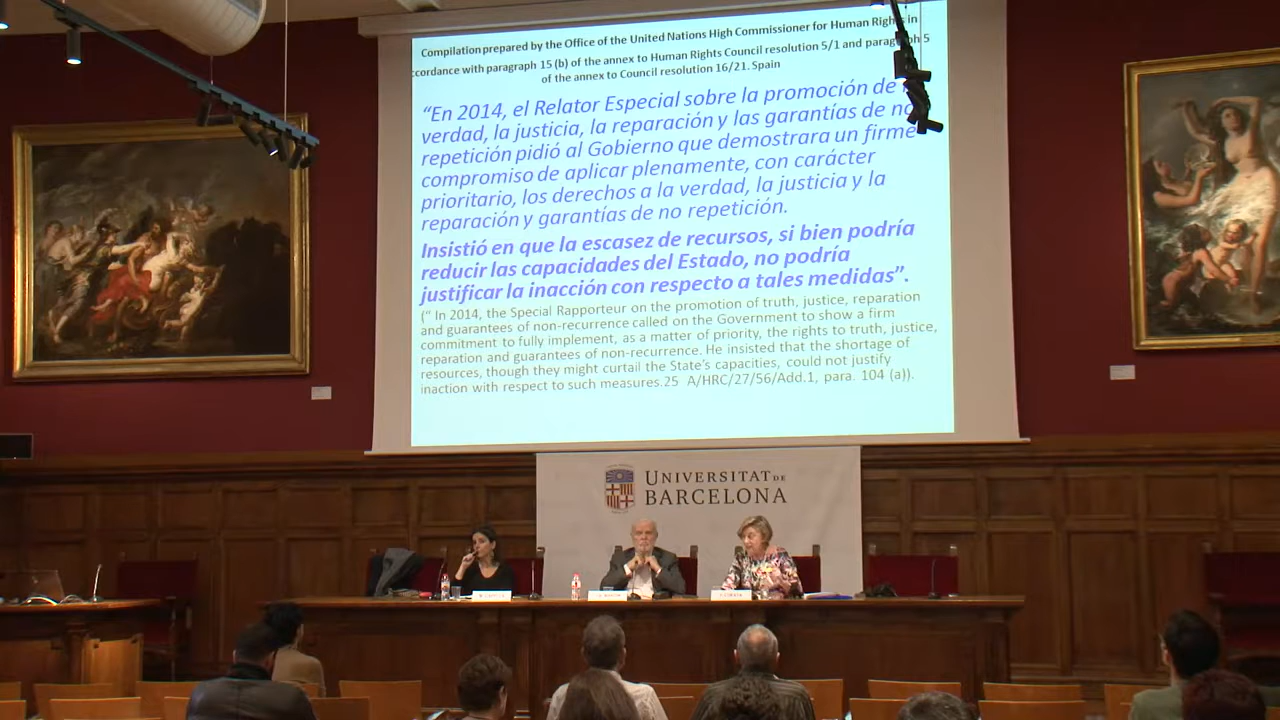 Compilation prepared by the Office of the United Nations High Commissioner for Human Rights in
ccordance with paragraph 15 (b) of the annex to Human Rights Council resolution 5/1 and paragraph 5
of the annex to Council resolution 16/21. Spain
“En 2014, el Relator Especial sobre la promoción de
verdad, la justicia, la reparación y las garantías de no
repetición pidió al Gobierno que demostrara un firme
compromiso de aplicar plenamente, con carácter
prioritario, los derechos a la verdad, la justicia y la
reparación y garantías de no repetición.
Insistió en que la escasez de recursos, si bien podría
reducir las capacidades del Estado, no podría
justificar la inacción con respecto a tales medidas”.
(“ In 2014, the Special Rapporteur on the promotion of truth, justice, reparation
and guarantees of non-recurrence called on the Government to show a firm
commitment to fully implement, as a matter of priority, the rights to truth, justice,
reparation and guarantees of non-recurrence. He insisted that the shortage of
resources, though they might curtail the State’s capacities, could not justify
inaction with respect to such measures.25 A/HRC/27/56/Add.1, para. 104 (a)).
UNIVERSITAT DE
BARCELONA